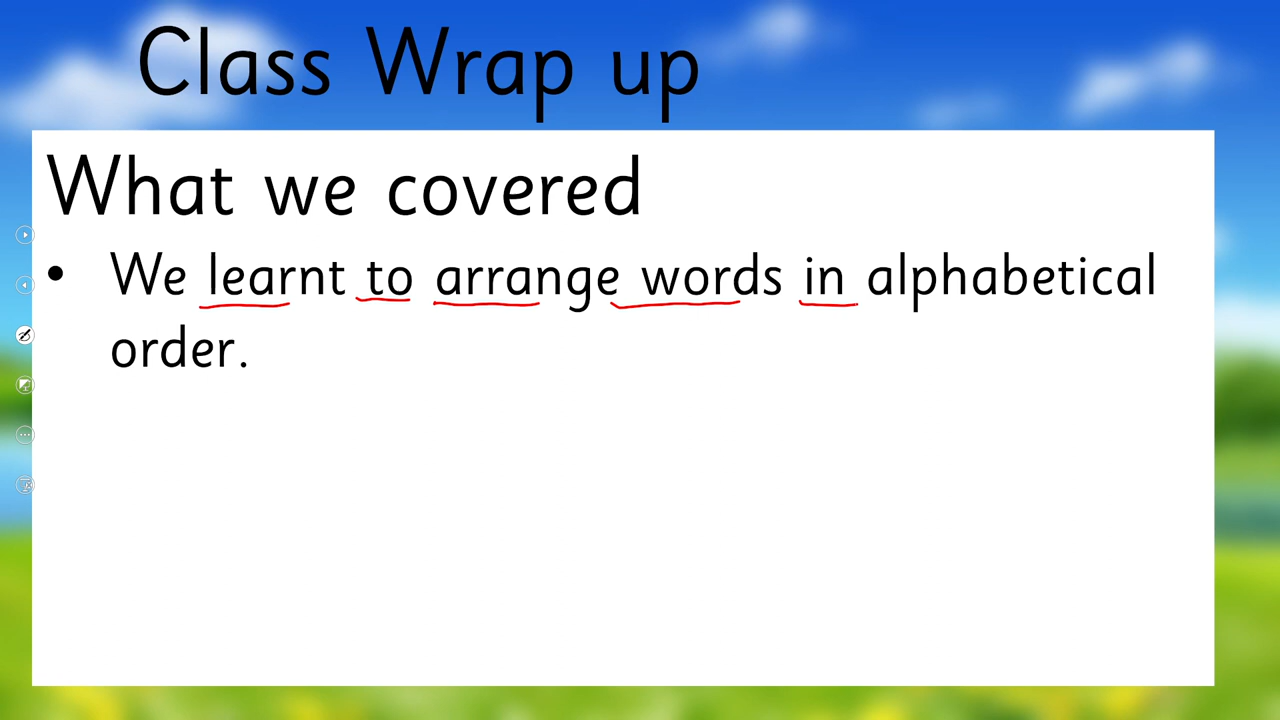 Class Wrap up
What we covered
• We learnt to arrange words in alphabetical
order.